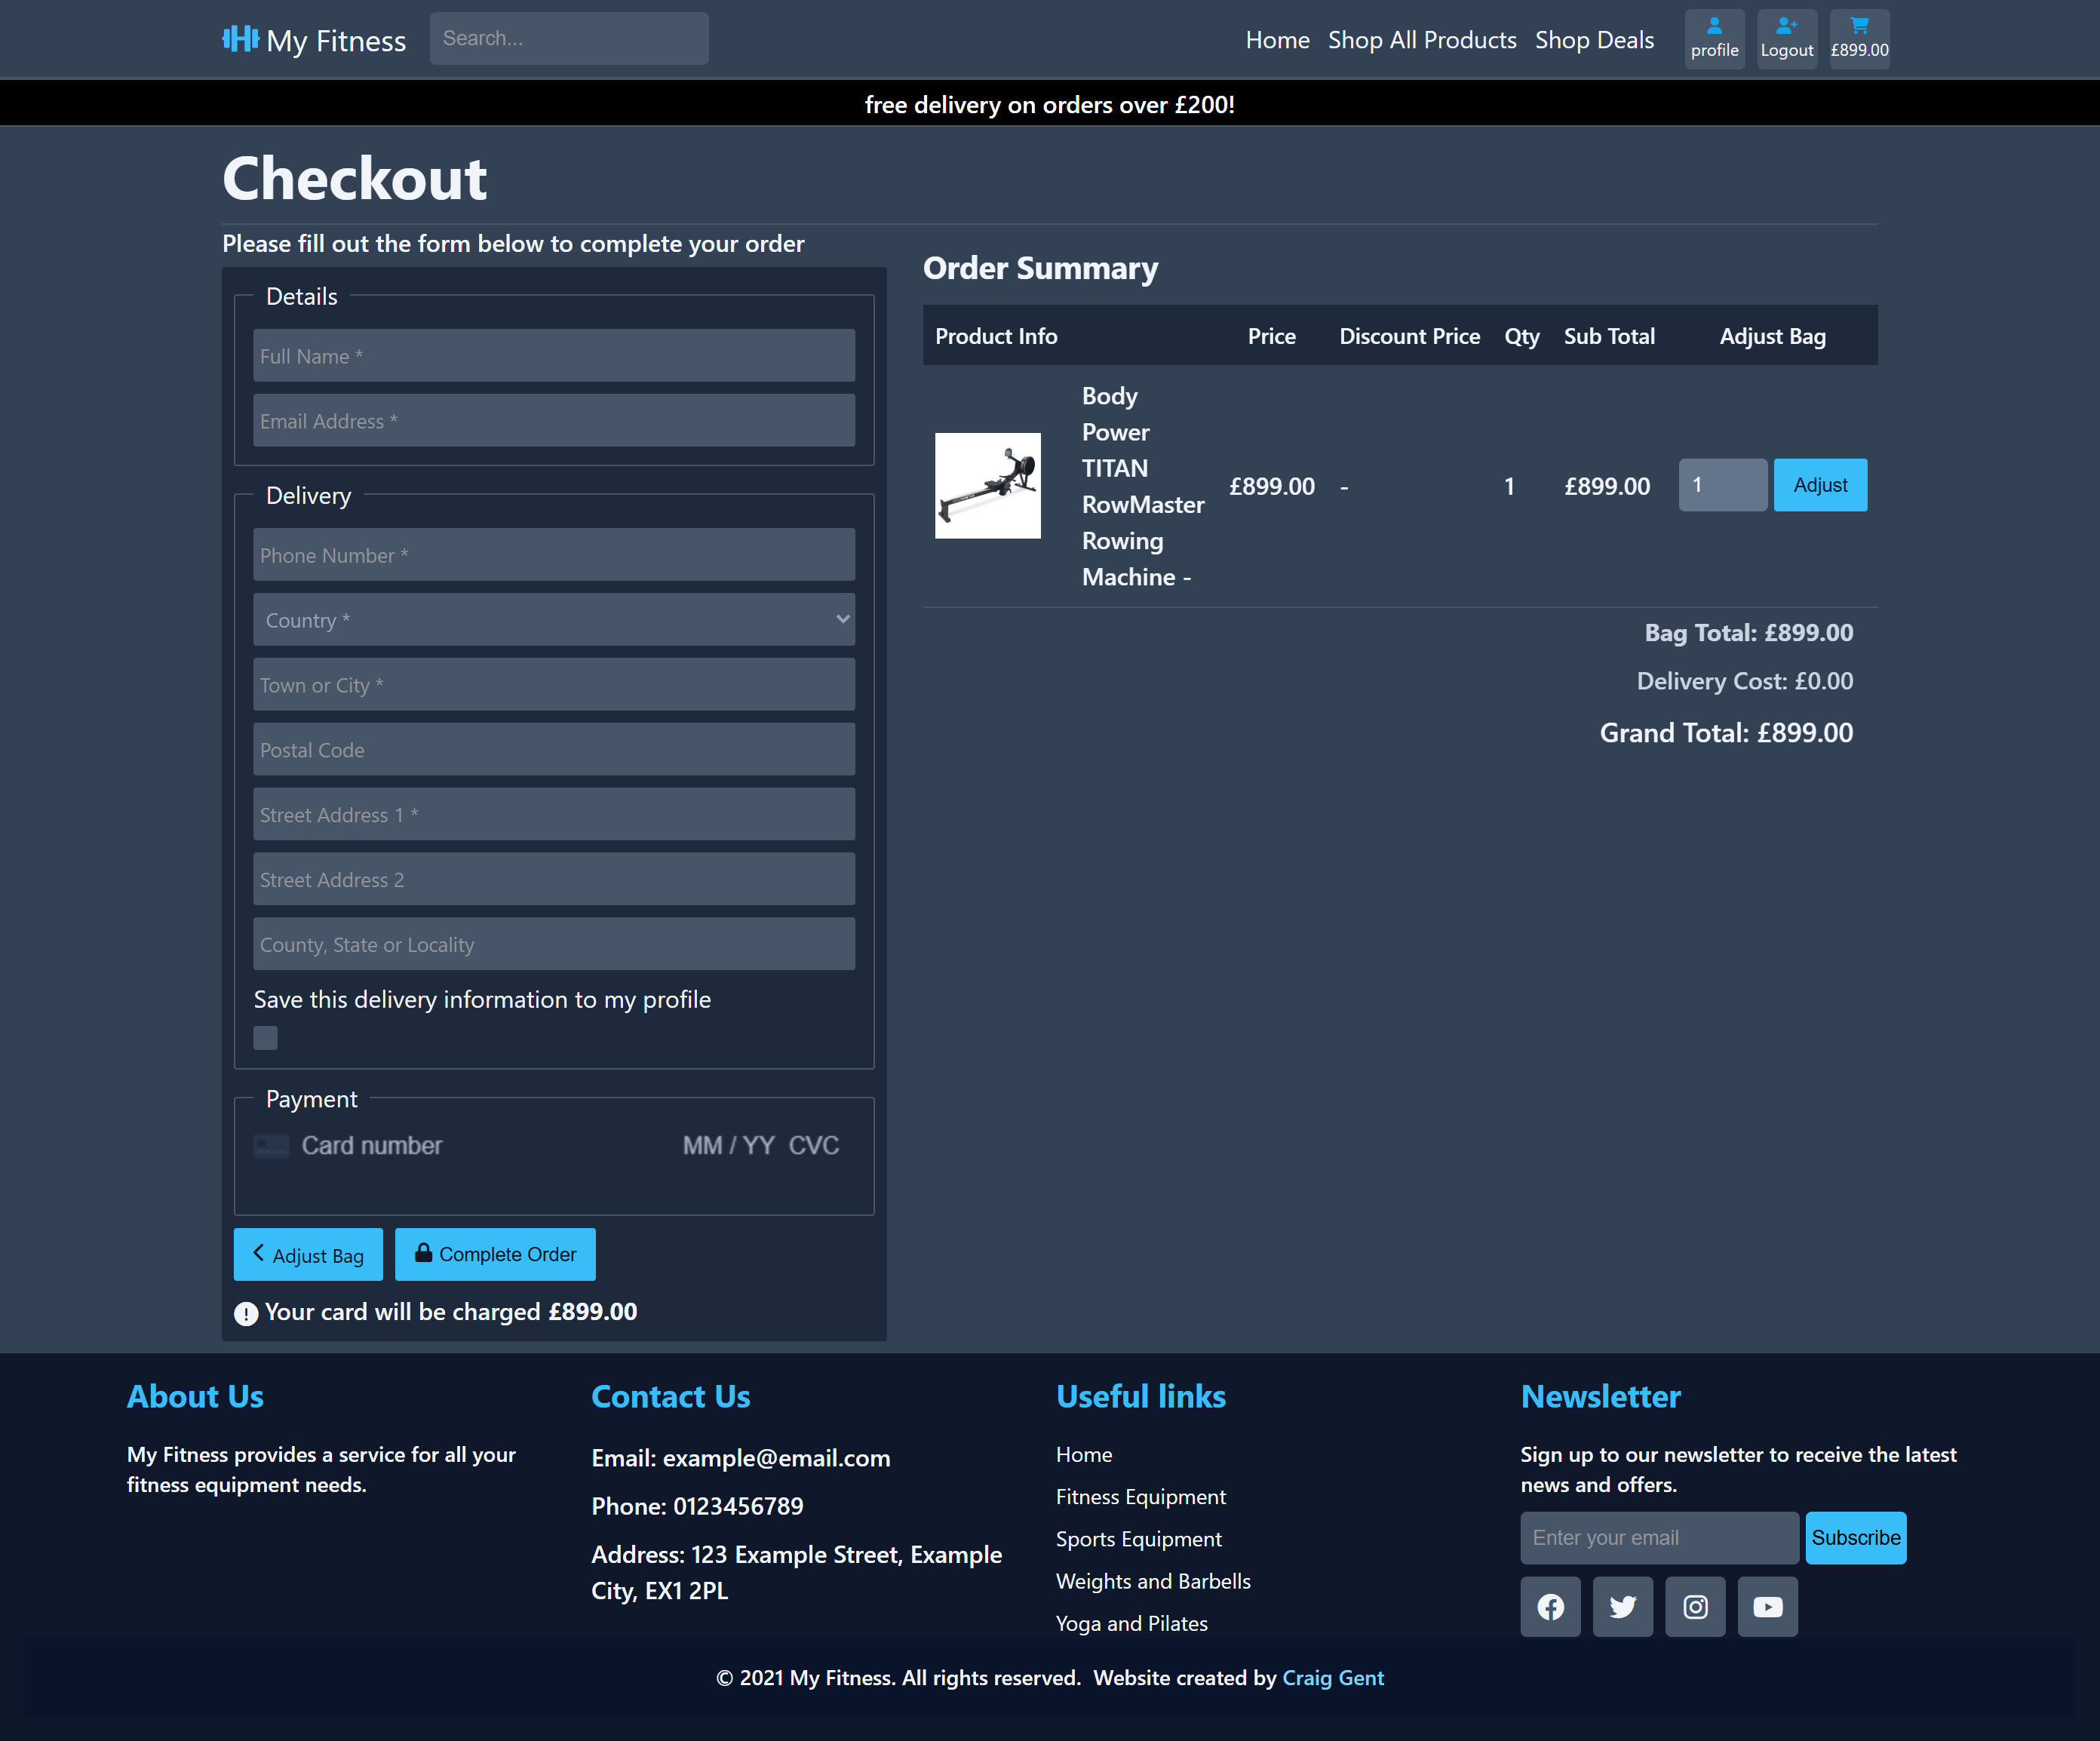 My Fitness
Search...
Home
Shop All Products
Shop Deals
profile
Logout
£899.00
free delivery on orders over £200!
Checkout
Please fill out the form below to complete your order
Details
Full Name *
Email Address *
Delivery
Phone Number *
Country *
Town or City *
Postal Code
Street Address 1 *
Street Address 2
County, State or Locality
Save this delivery information to my profile
Payment
Card number MM / YY CVC
Adjust Bag
Complete Order
Your card will be charged £899.00
Order Summary
Product Info Price Discount Price Qty Sub Total Adjust Bag
Body
Power
TITAN
RowMaster
Rowing
Machine -
£899.00 - 1 £899.00 1 Adjust
Bag Total: £899.00
Delivery Cost: £0.00
Grand Total: £899.00
About Us
My Fitness provides a service for all your
fitness equipment needs.
Contact Us
Email: example@email.com
Phone: 0123456789
Address: 123 Example Street, Example
City, EX1 2PL
Useful links
Home
Fitness Equipment
Sports Equipment
Weights and Barbells
Yoga and Pilates
Newsletter
Sign up to our newsletter to receive the latest
news and offers.
Enter your email
Subscribe
© 2021 My Fitness. All rights reserved. Website created by Craig Gent